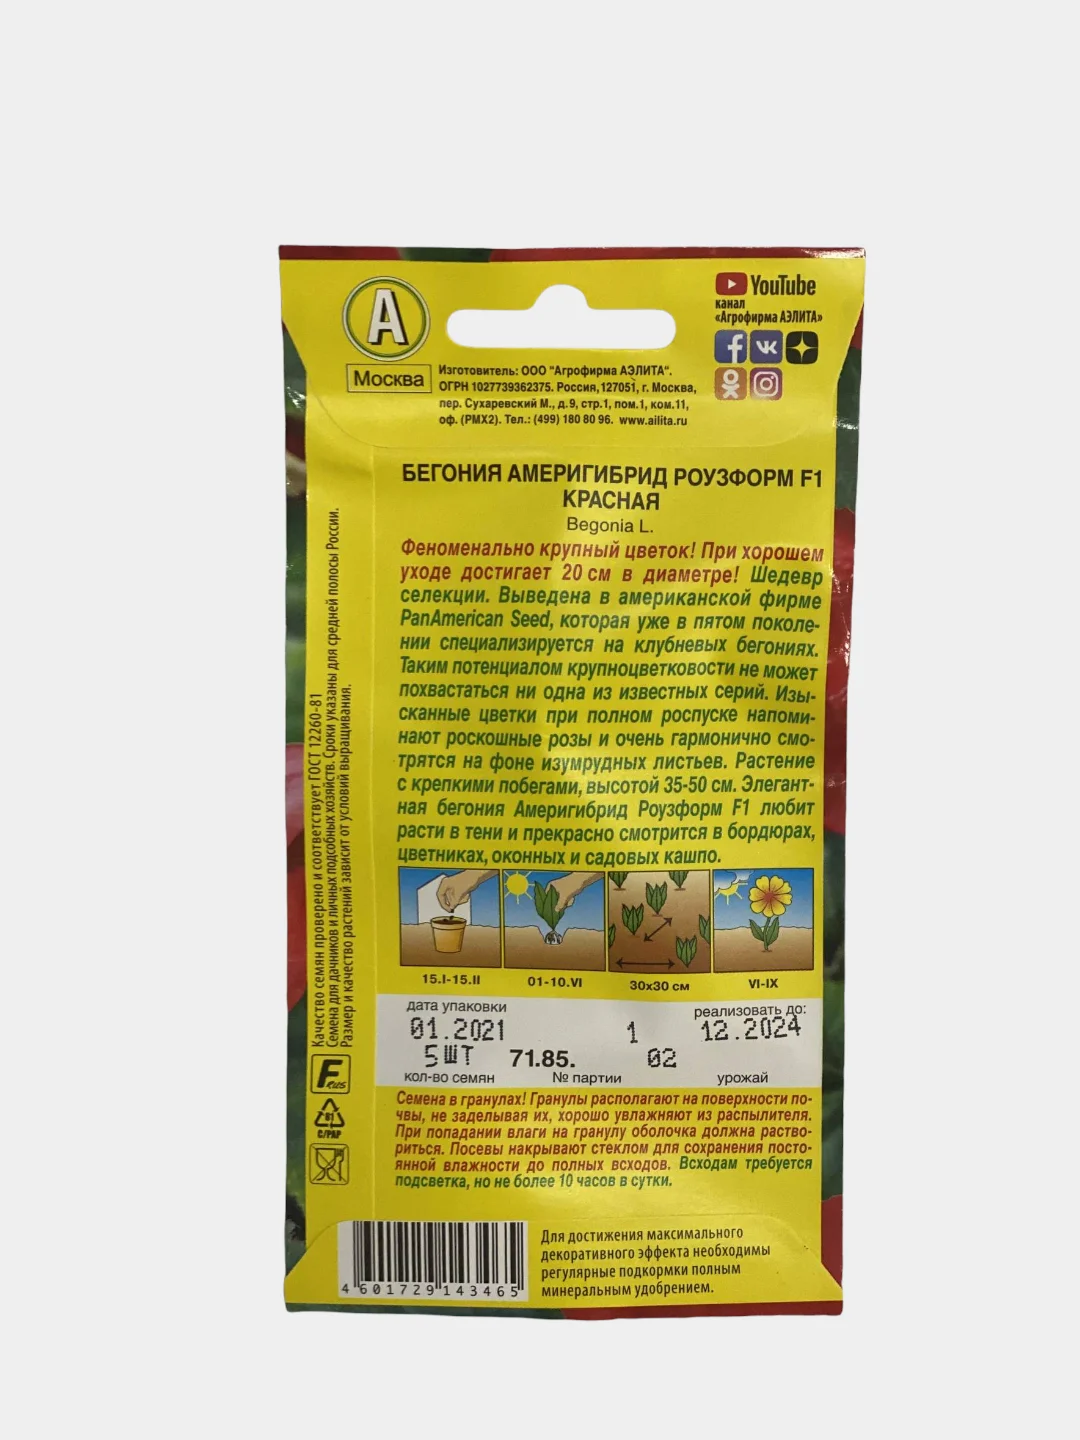 А
Москва
YouTube
канал
«Агрофирма АЭЛИТА»
Изготовитель: ООО "Агрофирма АЭЛИТА".
ОГРН 1027739362375. Россия,127051, г. Москва,
пер. Сухаревский М., д.9, стр.1, пом.1, ком.11,
оф. (РМХ2). Тел.: (499) 180 80 96. www.ailita.ru
БЕГОНИЯ АМЕРИГИБРИД РОУЗФОРМ F1
КРАСНАЯ
Begonia L.
Феноменально крупный цветок! При хорошем
уходе достигает 20 см в диаметре! Шедевр
селекции. Выведена в американской фирме
PanAmerican Seed, которая уже в пятом поколе-
нии специализируется на клубневых бегониях.
Таким потенциалом крупноцветковости не может
похвастаться ни одна из известных серий. Изы-
сканные цветки при полном роспуске напоми-
нают роскошные розы и очень гармонично смо-
трятся на фоне изумрудных листьев. Растение
с крепкими побегами, высотой 35-50 см. Элегант-
ная бегония Америгибрид Роузформ F1 любит
расти в тени и прекрасно смотрится в бордюрах,
цветниках, оконных и садовых кашпо.
15.I-15.II
01-10.VI
30х30 см
VI-IX
дата упаковки
реализовать до:
01.2021
1
12.2024
5ШТ
71.85.
02
кол-во семян
№ партии
урожай
Семена в гранулах! Гранулы располагают на поверхности по-
чвы, не заделывая их, хорошо увлажняют из распылителя.
При попадании влаги на гранулу оболочка должна раство-
риться. Посевы накрывают стеклом для сохранения посто-
янной влажности до полных всходов. Всходам требуется
подсветка, но не более 10 часов в сутки.
Для достижения максимального
декоративного эффекта необходимы
регулярные подкормки полным
минеральным удобрением.
4601729143465
Качество семян проверено и соответствует ГОСТ 12260-81
Семена для дачников и личных подсобных хозяйств. Сроки указаны для средней полосы России.
Размер и качество растений зависит от условий выращивания.
F RUS
81
C/PAP